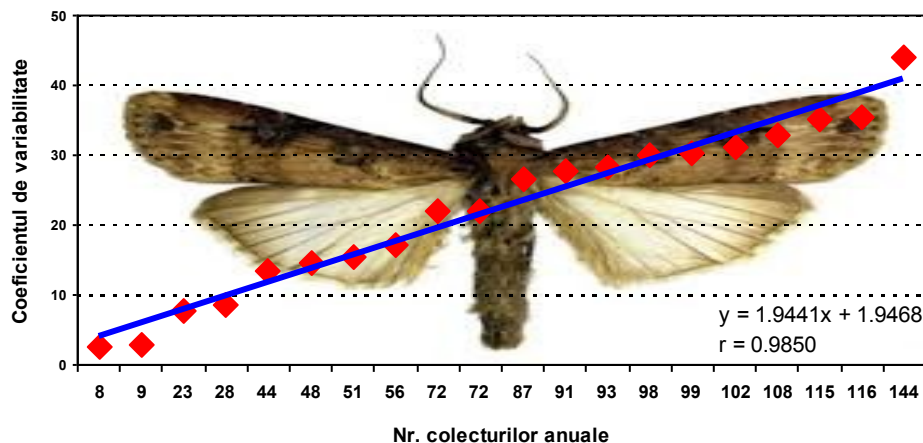 50
40
30
20
10
0
Coeficientul de variabilitate
y = 1.9441x + 1.9468
r = 0.9850
8 9 23 28 44 48 51 56 72 72 87 91 93 98 99 102 108 115 116 144
Nr. colecturilor anuale